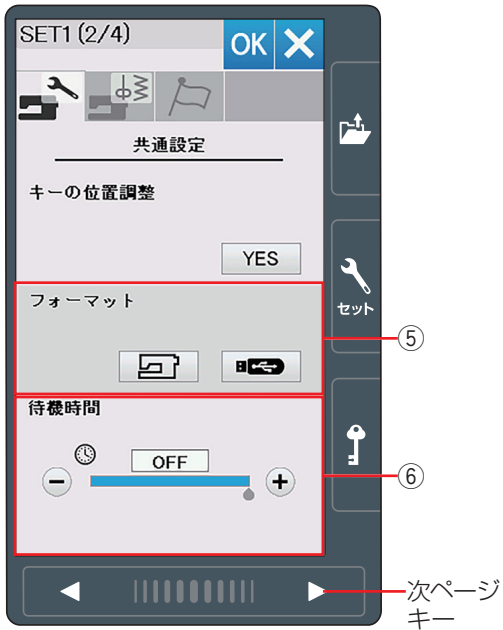 SET1 (2/4)
OK
共通設定
キーの位置調整
YES
フォーマット
セット
⑤
待機時間
OFF
⑥
次ページ
キー